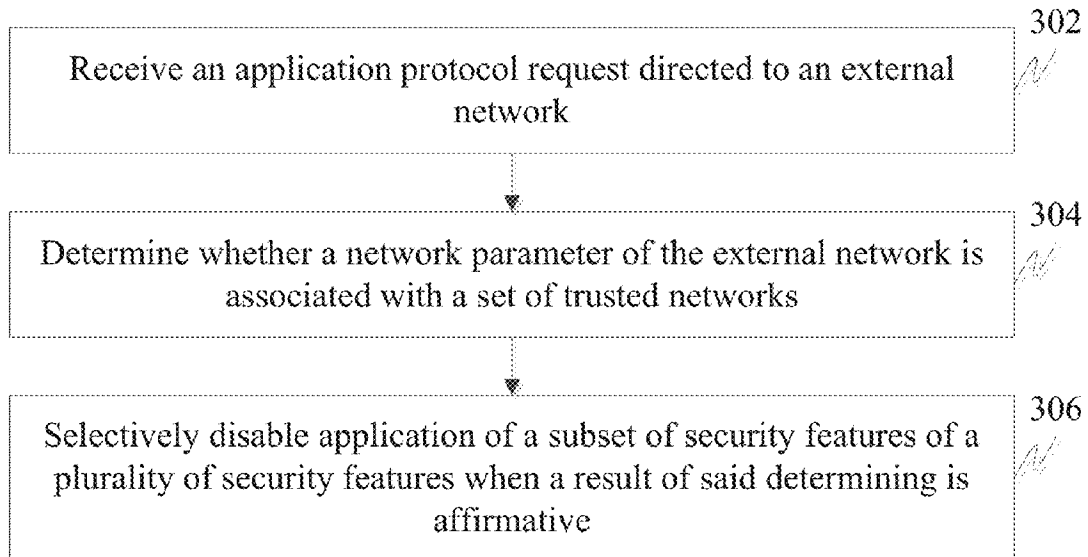 302
Receive an application protocol request directed to an external
network
304
Determine whether a network parameter of the external network is
associated with a set of trusted networks
306
Selectively disable application of a subset of security features of a
plurality of security features when a result of said determining is
affirmative